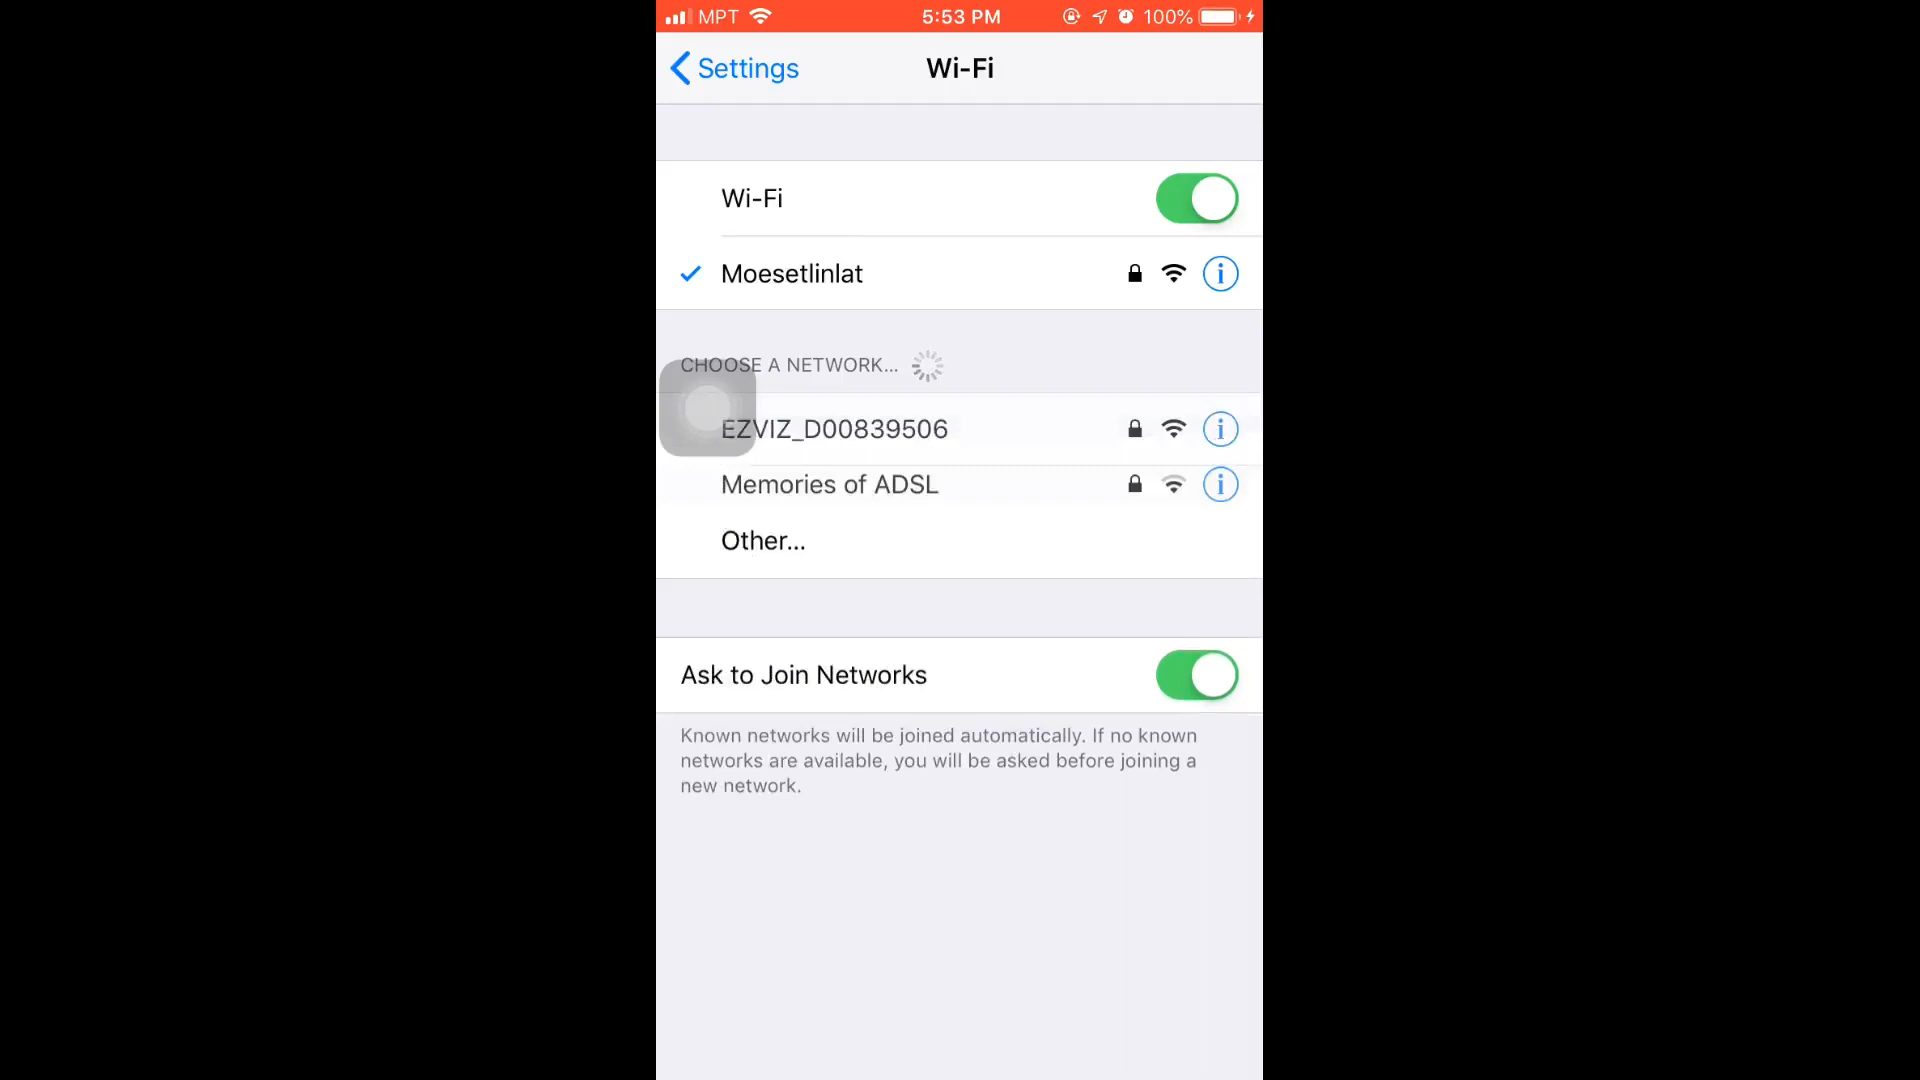 MPT 5:53 PM 100%
Settings Wi-Fi
Wi-Fi
Moesetlinlat
CHOOSE A NETWORK...
EZVIZ_D00839506
Memories of ADSL
Other...
Ask to Join Networks
Known networks will be joined automatically. If no known
networks are available, you will be asked before joining a
new network.